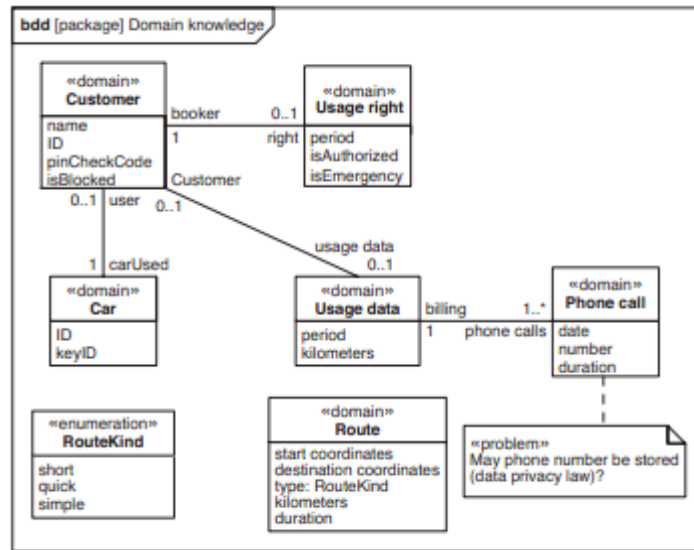 bdd [package] Domain knowledge
«domain»
Customer
name
ID
pinCheckCode
isBlocked
booker
1
0..1
right
«domain»
Usage right
period
isAuthorized
isEmergency
Customer
0..1
0..1
user
usage data
0..1
1
carUsed
«domain»
Car
ID
keyID
«domain»
Usage data
period
kilometers
billing
1
1..*
phone calls
«domain»
Phone call
date
number
duration
«enumeration»
RouteKind
short
quick
simple
«domain»
Route
start coordinates
destination coordinates
type: RouteKind
kilometers
duration
«problem»
May phone number be stored
(data privacy law)?